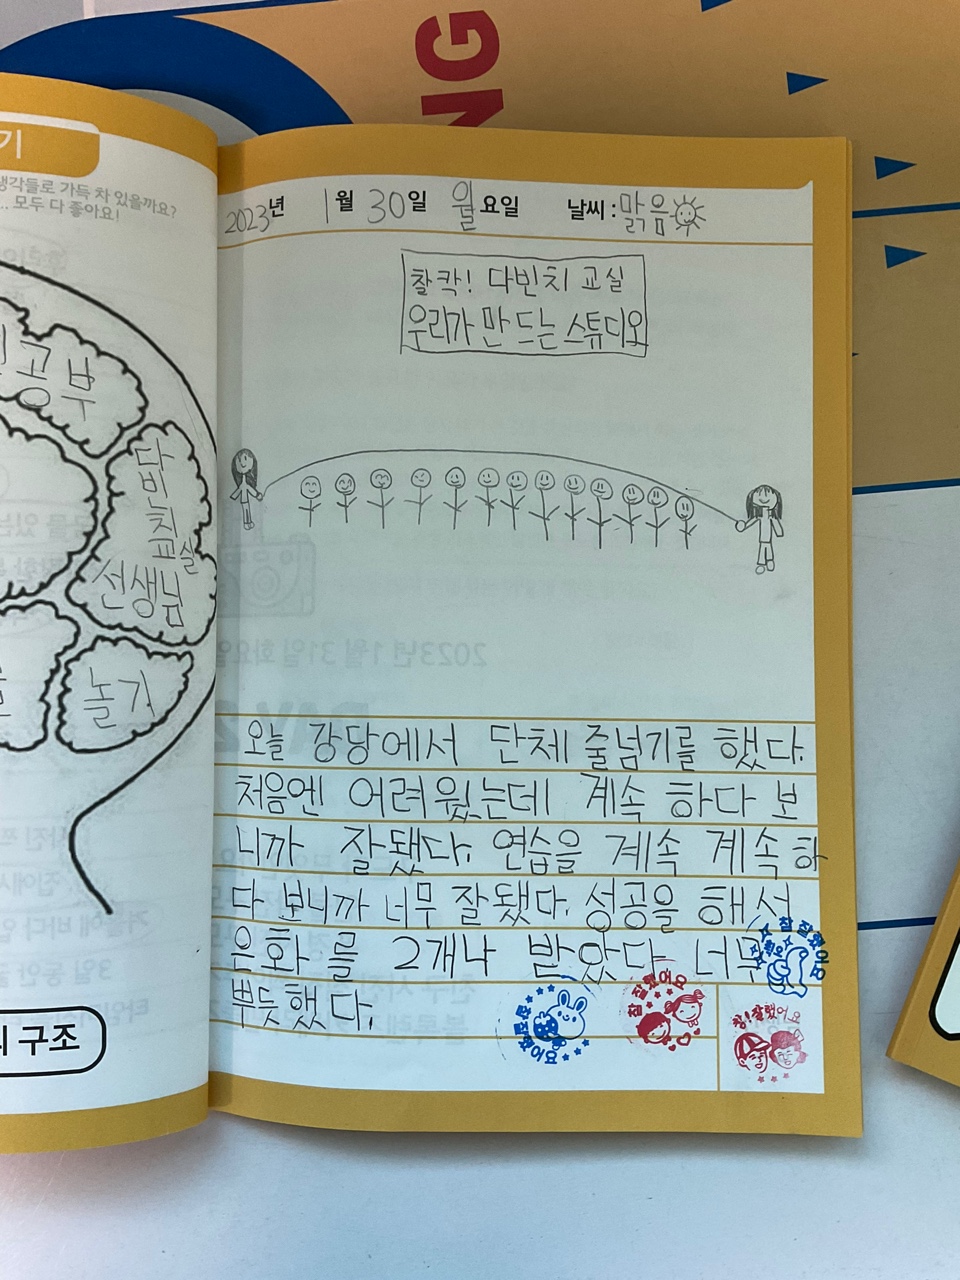 NG
기
생각들로 가득 차 있을까요?
... 모두 다 좋아요!
공부
다빈치교실
선생님
놀기
구조
2023년 1월 30일 월요일 날씨 : 맑음
찰칵! 다빈치 교실
우리가 만드는 스튜디오
오늘 강당에서 단체 줄넘기를 했다.
처음엔 어려웠는데 계속 하다 보
니까 잘됐다. 연습을 계속 계속 하
다 보니까 너무 잘됐다. 성공을 해서
은화를 2개나 받았다 너무
뿌듯했다.
참 잘했어요
참 잘했어요
참! 잘했어요